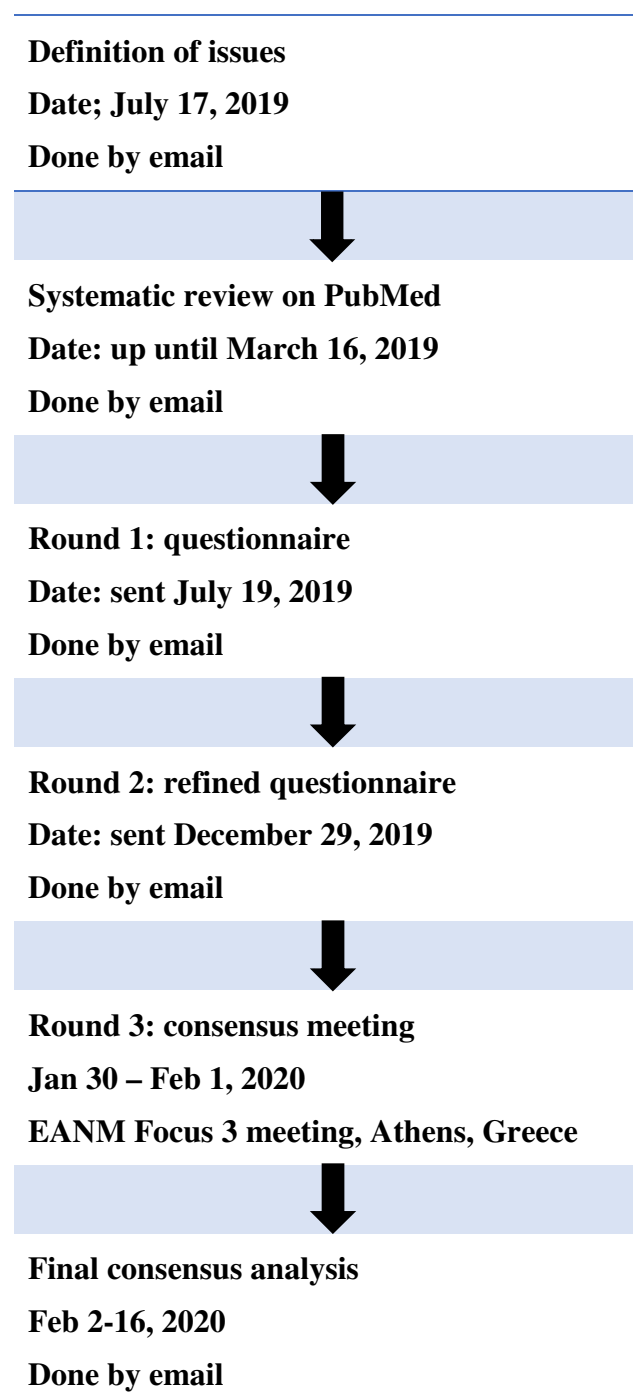 Definition of issues
Date; July 17, 2019
Done by email
Systematic review on PubMed
Date: up until March 16, 2019
Done by email
Round 1: questionnaire
Date: sent July 19, 2019
Done by email
Round 2: refined questionnaire
Date: sent December 29, 2019
Done by email
Round 3: consensus meeting
Jan 30 – Feb 1, 2020
EANM Focus 3 meeting, Athens, Greece
Final consensus analysis
Feb 2-16, 2020
Done by email